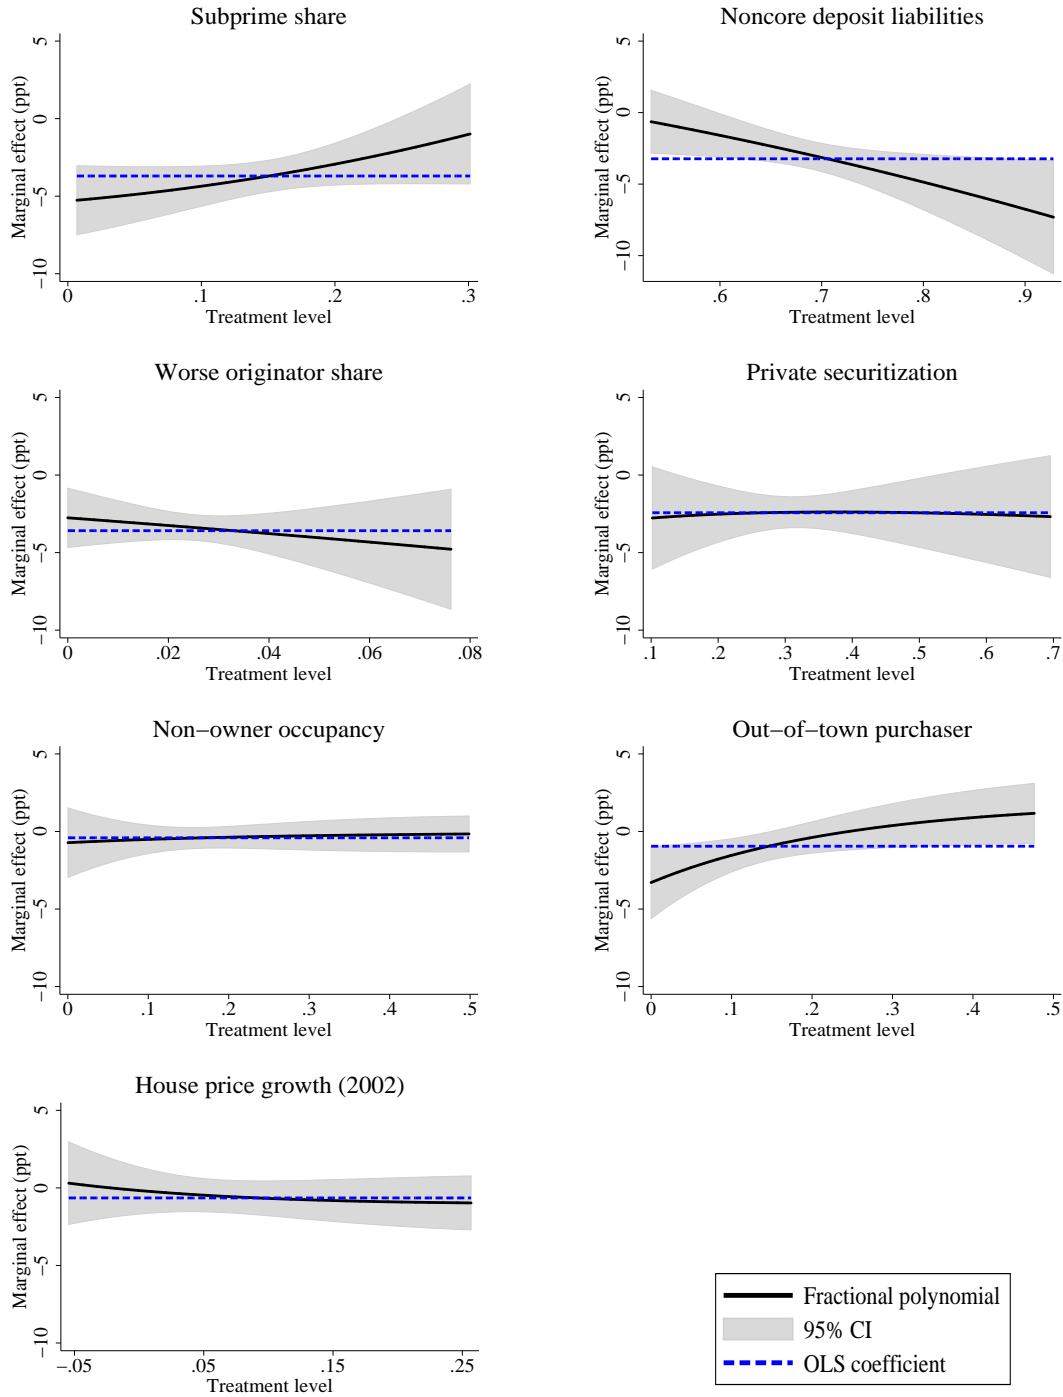 Subprime share
Marginal effect (ppt)
5
0
−5
−10
0 .1 .2 .3
Treatment level
Noncore deposit liabilities
Marginal effect (ppt)
5
0
−5
−10
.6 .7 .8 .9
Treatment level
Worse originator share
Marginal effect (ppt)
5
0
−5
−10
0 .02 .04 .06 .08
Treatment level
Private securitization
Marginal effect (ppt)
5
0
−5
−10
.1 .2 .3 .4 .5 .6 .7
Treatment level
Non−owner occupancy
Marginal effect (ppt)
5
0
−5
−10
0 .1 .2 .3 .4 .5
Treatment level
Out−of−town purchaser
Marginal effect (ppt)
5
0
−5
−10
0 .1 .2 .3 .4 .5
Treatment level
House price growth (2002)
Marginal effect (ppt)
5
0
−5
−10
−.05 .05 .15 .25
Treatment level
Fractional polynomial
95% CI
OLS coefficient